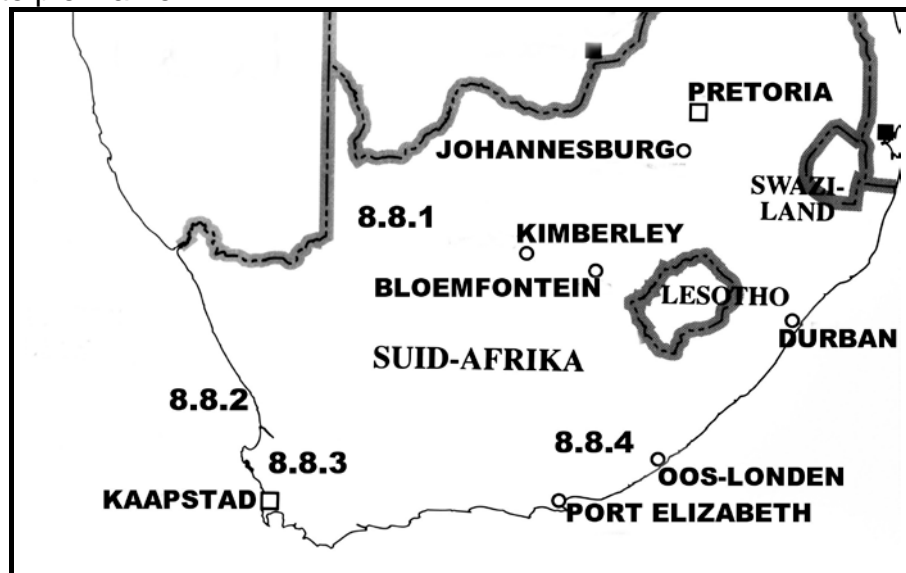 PRETORIA
JOHANNESBURG
SWAZI-
LAND
8.8.1
KIMBERLEY
BLOEMFONTEIN
LESOTHO
DURBAN
SUID-AFRIKA
8.8.2
8.8.3
8.8.4
OOS-LONDEN
KAAPSTAD
PORT ELIZABETH